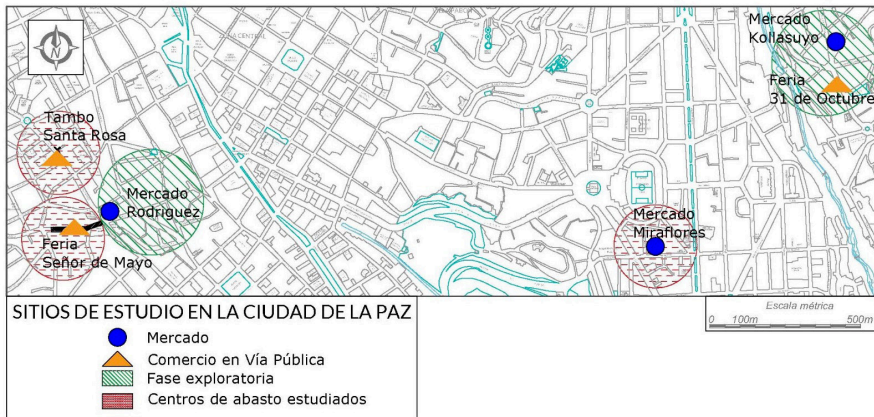 ZONA CENTRAL
Mercado
Kollasuyo
Feria
31 de Octubre
Tambo
Santa Rosa
Mercado
Rodriguez
Feria
Señor de Mayo
Mercado
Miraflores
SITIOS DE ESTUDIO EN LA CIUDAD DE LA PAZ
Mercado
Comercio en Vía Pública
Fase exploratoria
Centros de abasto estudiados
Escala métrica
0 100m 500m